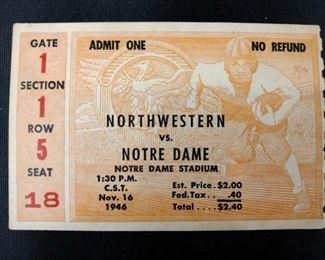 GATE
1
SECTION
1
ROW
5
SEAT
18
ADMIT ONE NO REFUND
NORTHWESTERN
VS.
NOTRE DAME
NOTRE DAME STADIUM
1:30 P.M.
C.S.T.
Nov. 16
1946
Est. Price . $2.00
Fed. Tax . . .40
Total . . . . $2.40